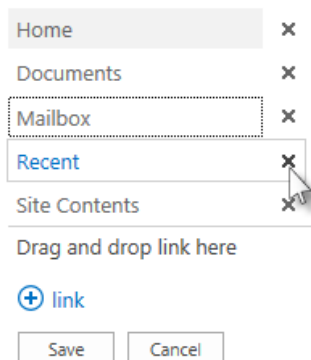 Home
Documents
Mailbox
Recent
Site Contents
Drag and drop link here
link
Save Cancel